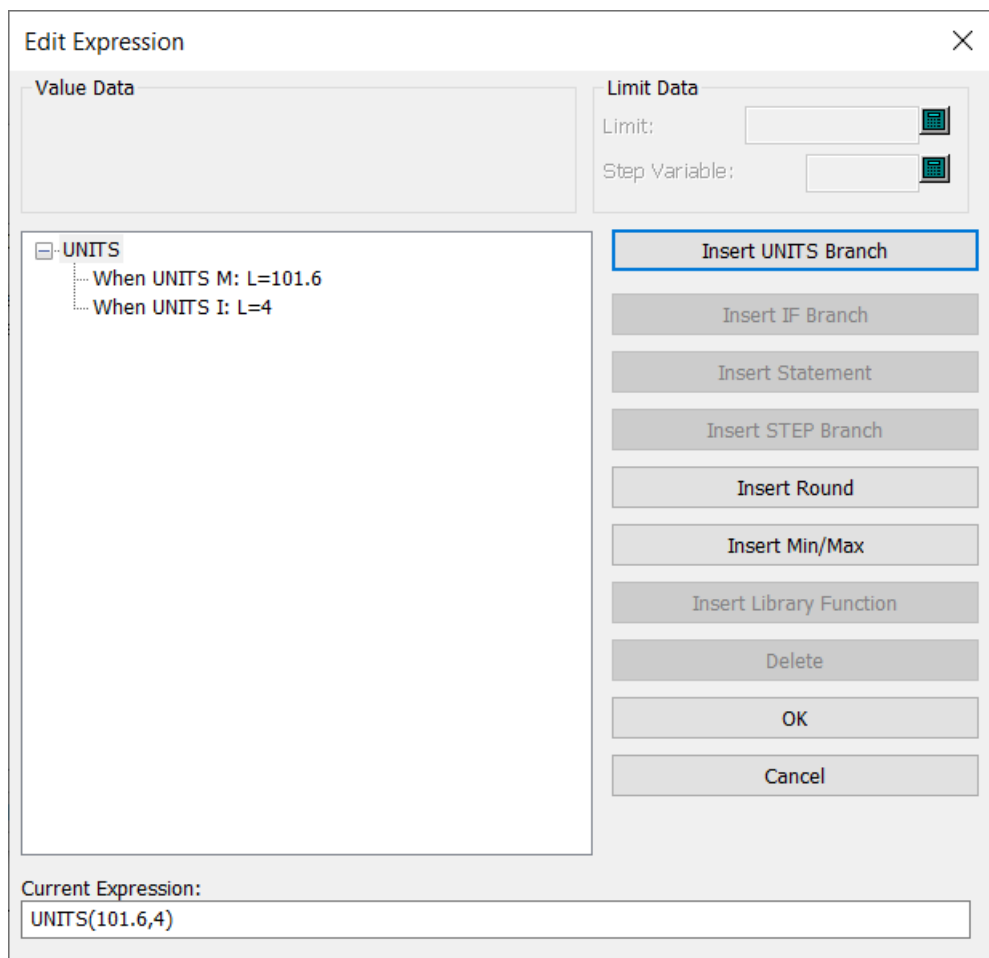 Edit Expression
Value Data
Limit Data
Limit:
Step Variable:
UNITS
When UNITS M: L=101.6
When UNITS I: L=4
Insert UNITS Branch
Insert IF Branch
Insert Statement
Insert STEP Branch
Insert Round
Insert Min/Max
Insert Library Function
Delete
OK
Cancel
Current Expression:
UNITS(101.6,4)